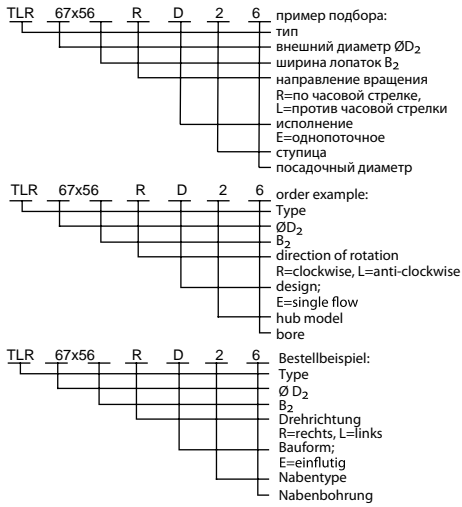 TLR 67x56 R D 2 6 пример подбора:
тип
внешний диаметр ØD2
ширина лопаток B2
направление вращения
R=по часовой стрелке,
L=против часовой стрелки
исполнение
E=однопоточное
ступица
посадочный диаметр
TLR 67x56 R D 2 6 order example:
Type
ØD2
B2
direction of rotation
R=clockwise, L=anti-clockwise
design;
E=single flow
hub model
bore
TLR 67x56 R D 2 6 Bestellbeispiel:
Type
Ø D2
B2
Drehrichtung
R=rechts, L=links
Bauform;
E=einflutig
Nabentype
Nabenbohrung